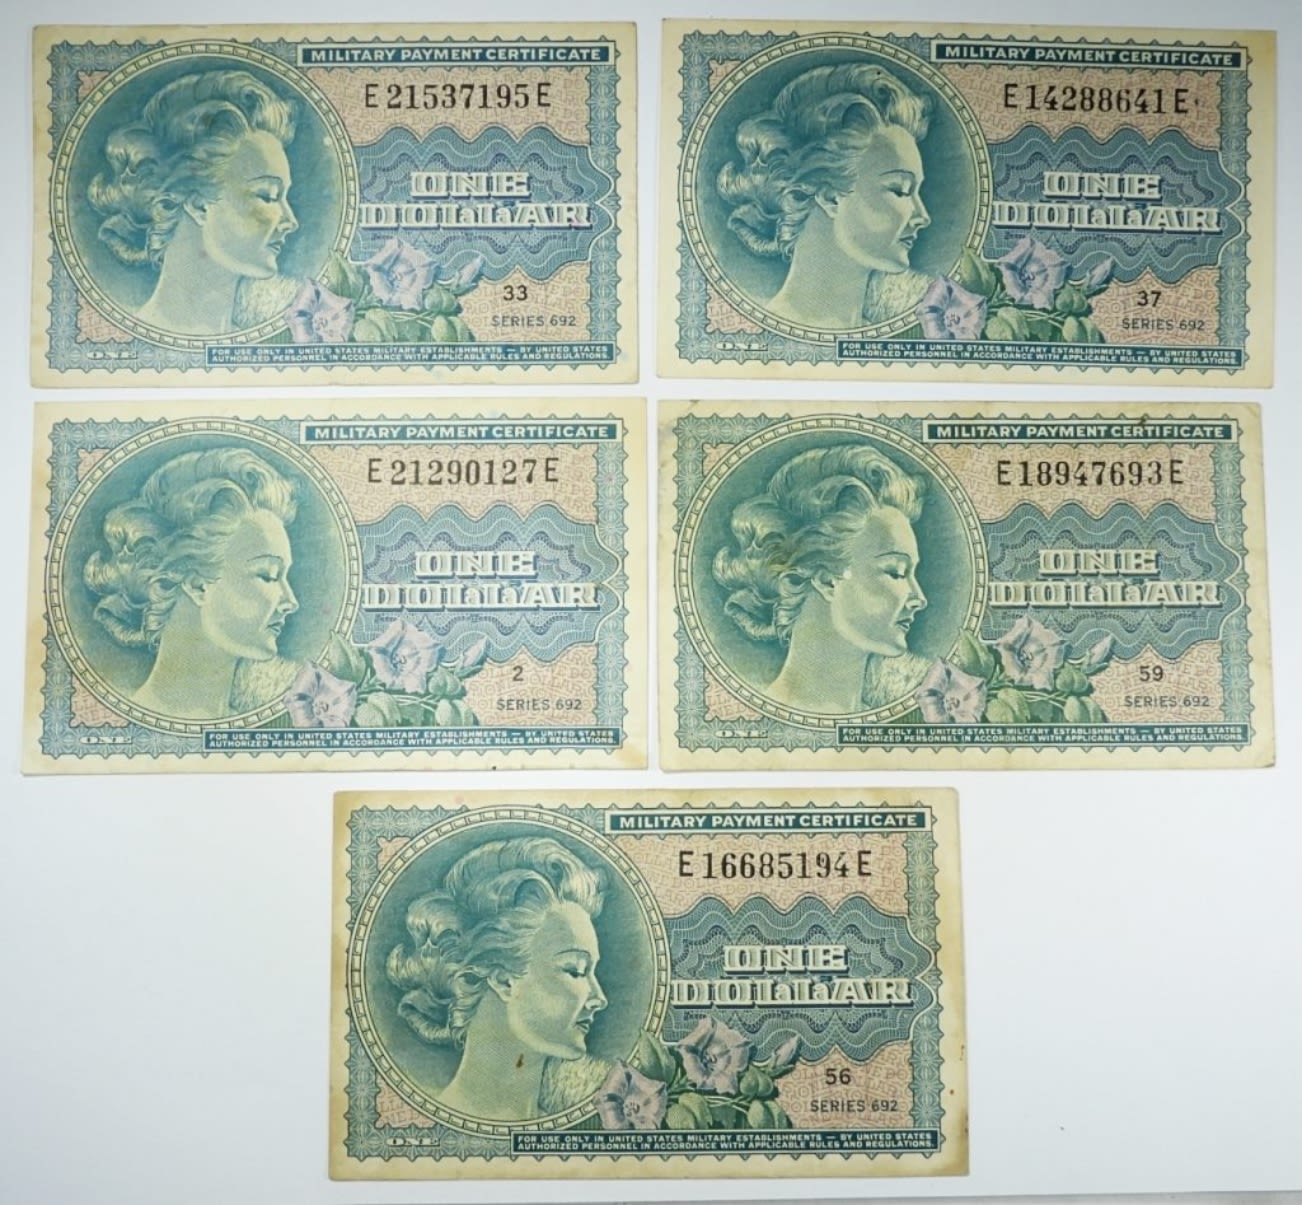 MILITARY PAYMENT CERTIFICATE
E21537195E
ONE
DOLLAR
33
SERIES 692
ONE
FOR USE ONLY IN UNITED STATES MILITARY ESTABLISHMENTS — BY UNITED STATES
AUTHORIZED PERSONNEL IN ACCORDANCE WITH APPLICABLE RULES AND REGULATIONS.
MILITARY PAYMENT CERTIFICATE
E14288641E
ONE
DOLLAR
37
SERIES 692
ONE
FOR USE ONLY IN UNITED STATES MILITARY ESTABLISHMENTS — BY UNITED STATES
AUTHORIZED PERSONNEL IN ACCORDANCE WITH APPLICABLE RULES AND REGULATIONS.
MILITARY PAYMENT CERTIFICATE
E21290127E
ONE
DOLLAR
2
SERIES 692
ONE
FOR USE ONLY IN UNITED STATES MILITARY ESTABLISHMENTS — BY UNITED STATES
AUTHORIZED PERSONNEL IN ACCORDANCE WITH APPLICABLE RULES AND REGULATIONS.
MILITARY PAYMENT CERTIFICATE
E18947693E
ONE
DOLLAR
59
SERIES 692
ONE
FOR USE ONLY IN UNITED STATES MILITARY ESTABLISHMENTS — BY UNITED STATES
AUTHORIZED PERSONNEL IN ACCORDANCE WITH APPLICABLE RULES AND REGULATIONS.
MILITARY PAYMENT CERTIFICATE
E16685194E
ONE
DOLLAR
56
SERIES 692
ONE
FOR USE ONLY IN UNITED STATES MILITARY ESTABLISHMENTS — BY UNITED STATES
AUTHORIZED PERSONNEL IN ACCORDANCE WITH APPLICABLE RULES AND REGULATIONS.